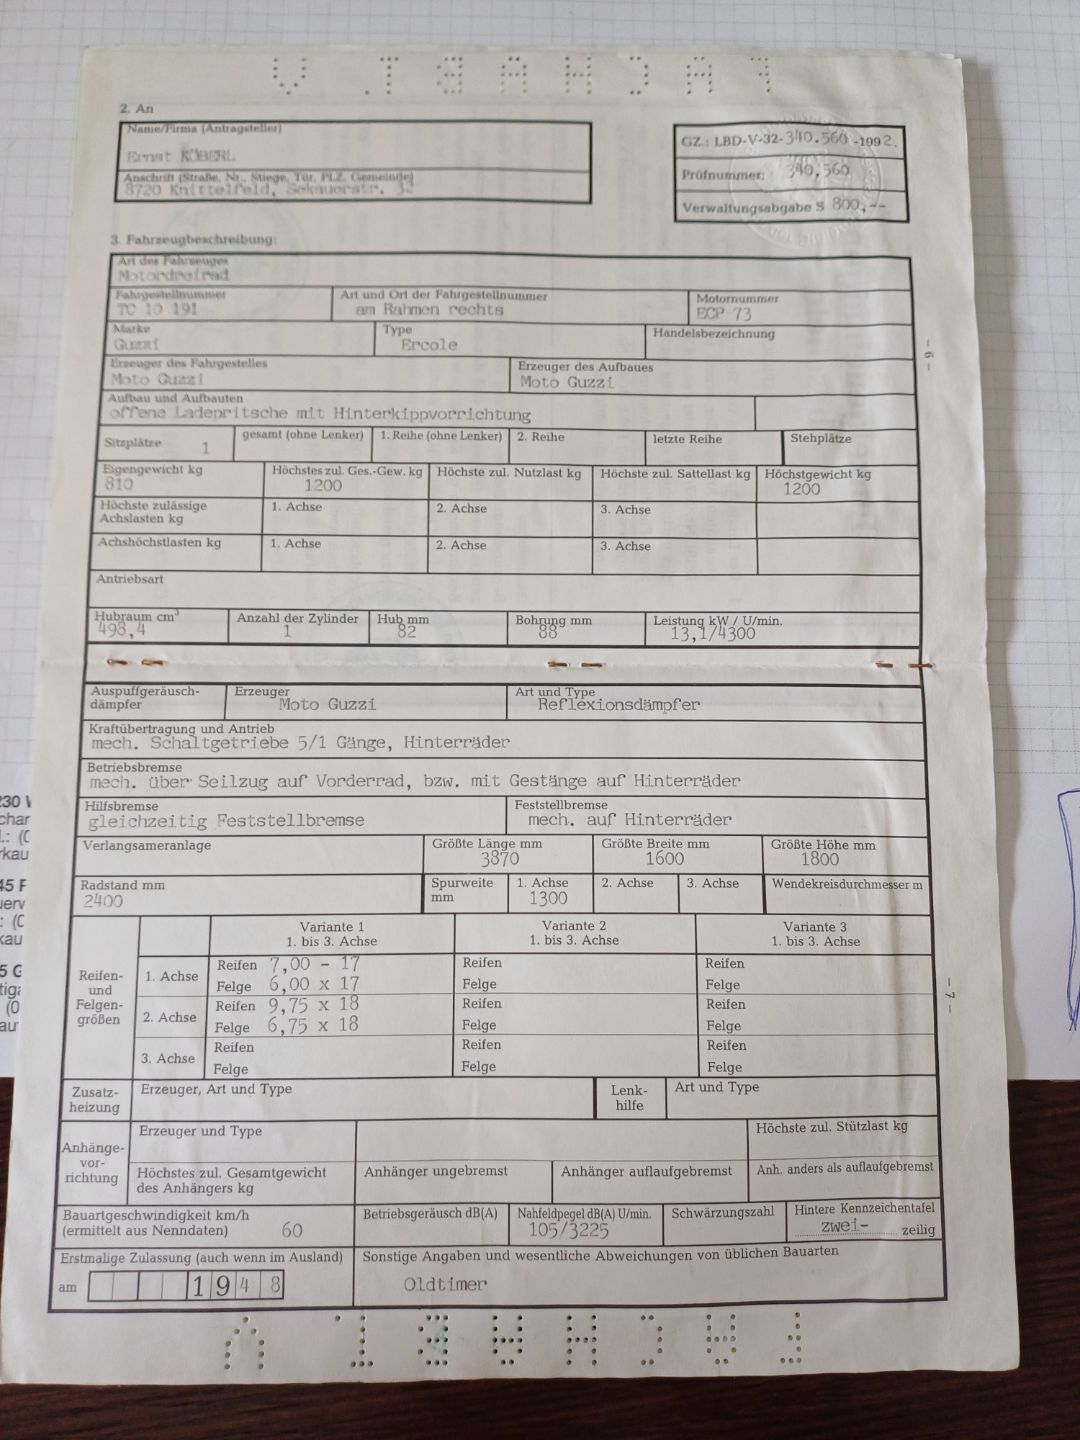 FACHABT. V
2. An
Name/Firma (Antragsteller)
Ernst KÖBERL
Anschrift (Straße, Nr., Stiege, Tür, PLZ, Gemeinde)
8720 Knittelfeld, Sekauerstr.
GZ.: LBD-V-32-340.560-1992.
Prüfnummer: 340.560
Verwaltungsabgabe S 800,--
3. Fahrzeugbeschreibung:
Art des Fahrzeuges
Motordreirad
Fahrgestellnummer Art und Ort der Fahrgestellnummer Motornummer
TC 10 191 am Rahmen rechts ECP 73
Marke Type Handelsbezeichnung
Guzzi Ercole
- 6 -
Erzeuger des Fahrgestelles Erzeuger des Aufbaues
Moto Guzzi Moto Guzzi
Aufbau und Aufbauten
offene Ladepritsche mit Hinterkippvorrichtung
Sitzplätze 1 gesamt (ohne Lenker) 1. Reihe (ohne Lenker) 2. Reihe letzte Reihe Stehplätze
Eigengewicht kg Höchstes zul. Ges.-Gew. kg Höchste zul. Nutzlast kg Höchste zul. Sattellast kg Höchstgewicht kg
810 1200 1200
Höchste zulässige Achslasten kg 1. Achse 2. Achse 3. Achse
Achshöchstlasten kg 1. Achse 2. Achse 3. Achse
Antriebsart
Hubraum cm³ Anzahl der Zylinder Hub mm Bohrung mm Leistung kW / U/min.
498,4 1 82 88 13,1/4300
Auspuffgeräusch- Erzeuger Art und Type
dämpfer Moto Guzzi Reflexionsdämpfer
Kraftübertragung und Antrieb
mech. Schaltgetriebe 5/1 Gänge, Hinterräder
Betriebsbremse
mech. über Seilzug auf Vorderrad, bzw. mit Gestänge auf Hinterräder
Hilfsbremse Feststellbremse
gleichzeitig Feststellbremse mech. auf Hinterräder
Verlangsameranlage Größte Länge mm Größte Breite mm Größte Höhe mm
3870 1600 1800
Radstand mm Spurweite mm 1. Achse 2. Achse 3. Achse Wendekreisdurchmesser m
2400 1300
Variante 1 Variante 2 Variante 3
1. bis 3. Achse 1. bis 3. Achse 1. bis 3. Achse
Reifen- und Felgen- größen
1. Achse Reifen 7,00 - 17 Reifen Reifen
Felge 6,00 x 17 Felge Felge
- 7 -
2. Achse Reifen 9,75 x 18 Reifen Reifen
Felge 6,75 x 18 Felge Felge
3. Achse Reifen Reifen Reifen
Felge Felge Felge
Zusatz- heizung Erzeuger, Art und Type Lenk- hilfe Art und Type
Anhänge- vor- richtung
Erzeuger und Type Höchste zul. Stützlast kg
Höchstes zul. Gesamtgewicht des Anhängers kg Anhänger ungebremst Anhänger auflaufgebremst Anh. anders als auflaufgebremst
Bauartgeschwindigkeit km/h Betriebsgeräusch dB(A) Nahfeldpegel dB(A) U/min. Schwärzungszahl Hintere Kennzeichentafel
(ermittelt aus Nenndaten) 60 105/3225 zwei- zeilig
Erstmalige Zulassung (auch wenn im Ausland) Sonstige Angaben und wesentliche Abweichungen von üblichen Bauarten
am 1948 Oldtimer
FACHABT. V